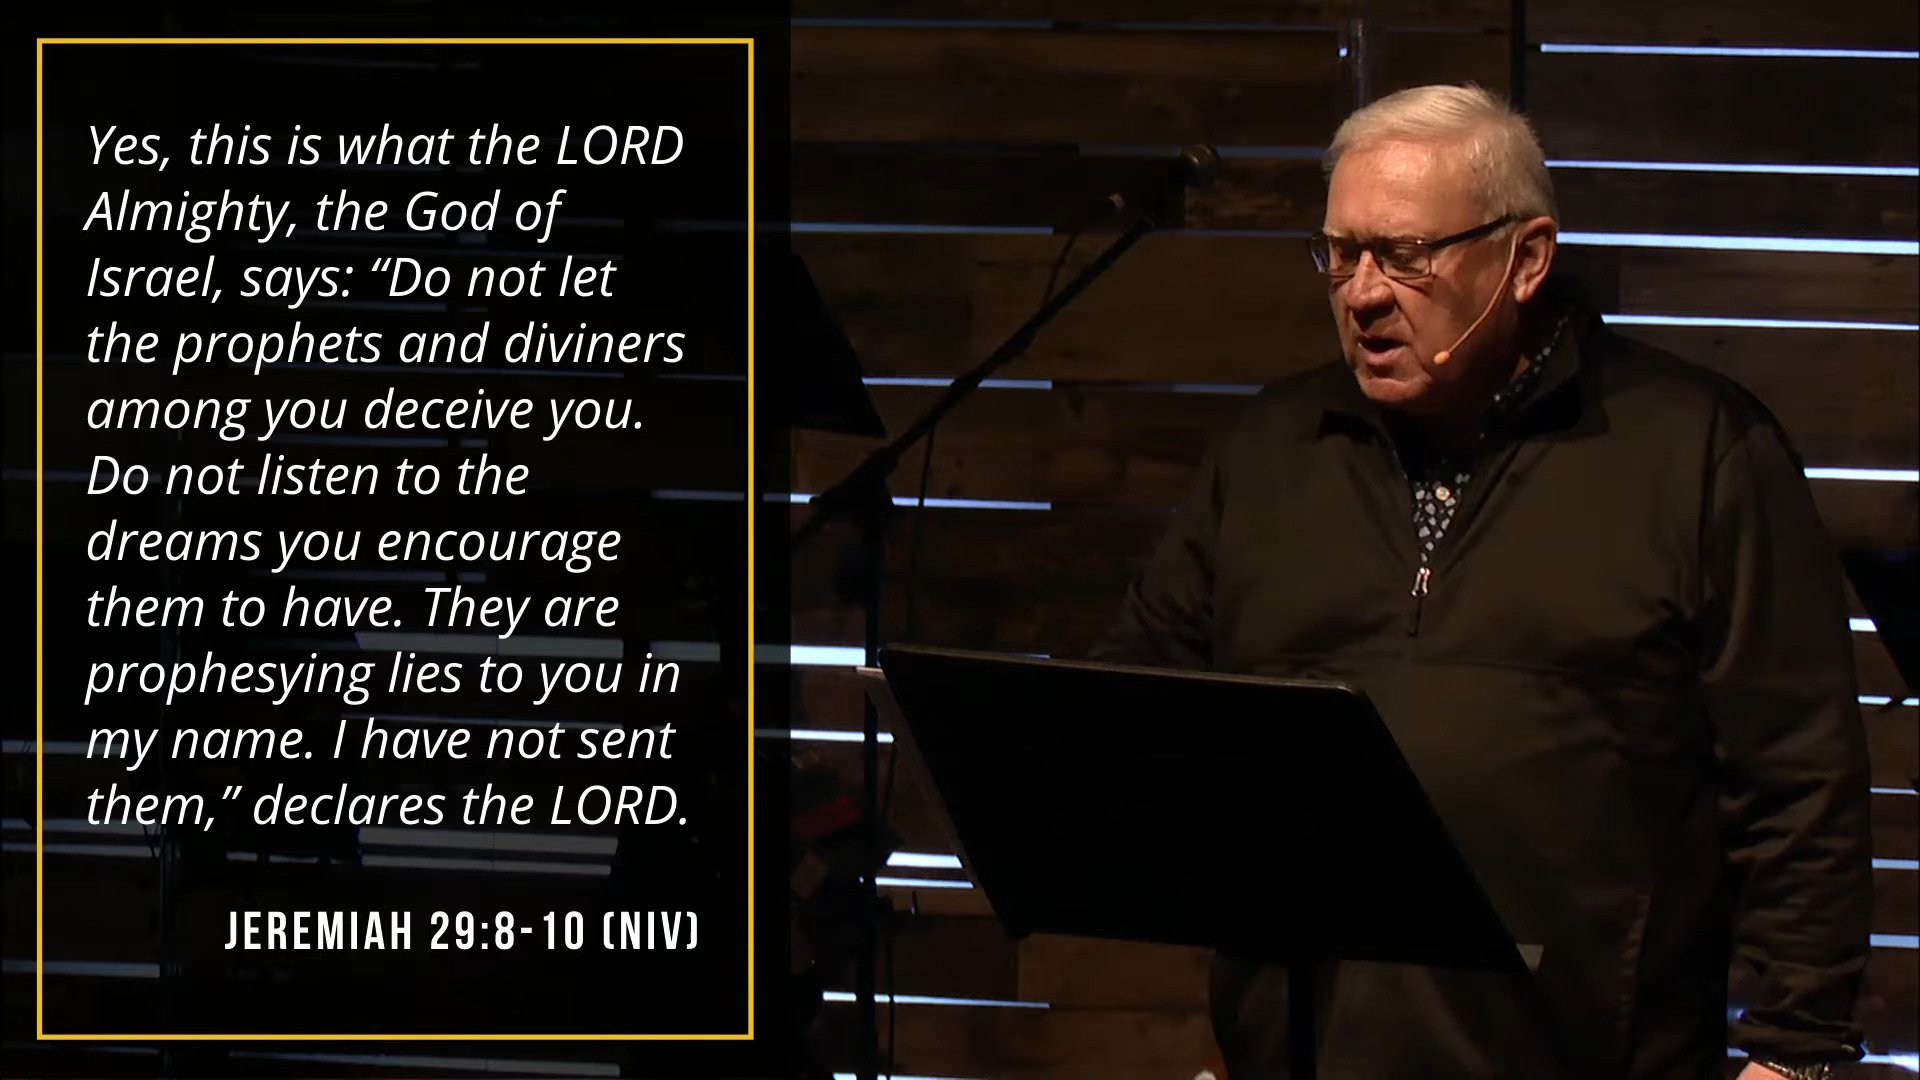 Yes, this is what the LORD
Almighty, the God of
Israel, says: “Do not let
the prophets and diviners
among you deceive you.
Do not listen to the
dreams you encourage
them to have. They are
prophesying lies to you in
my name. I have not sent
them,” declares the LORD.
JEREMIAH 29:8-10 (NIV)